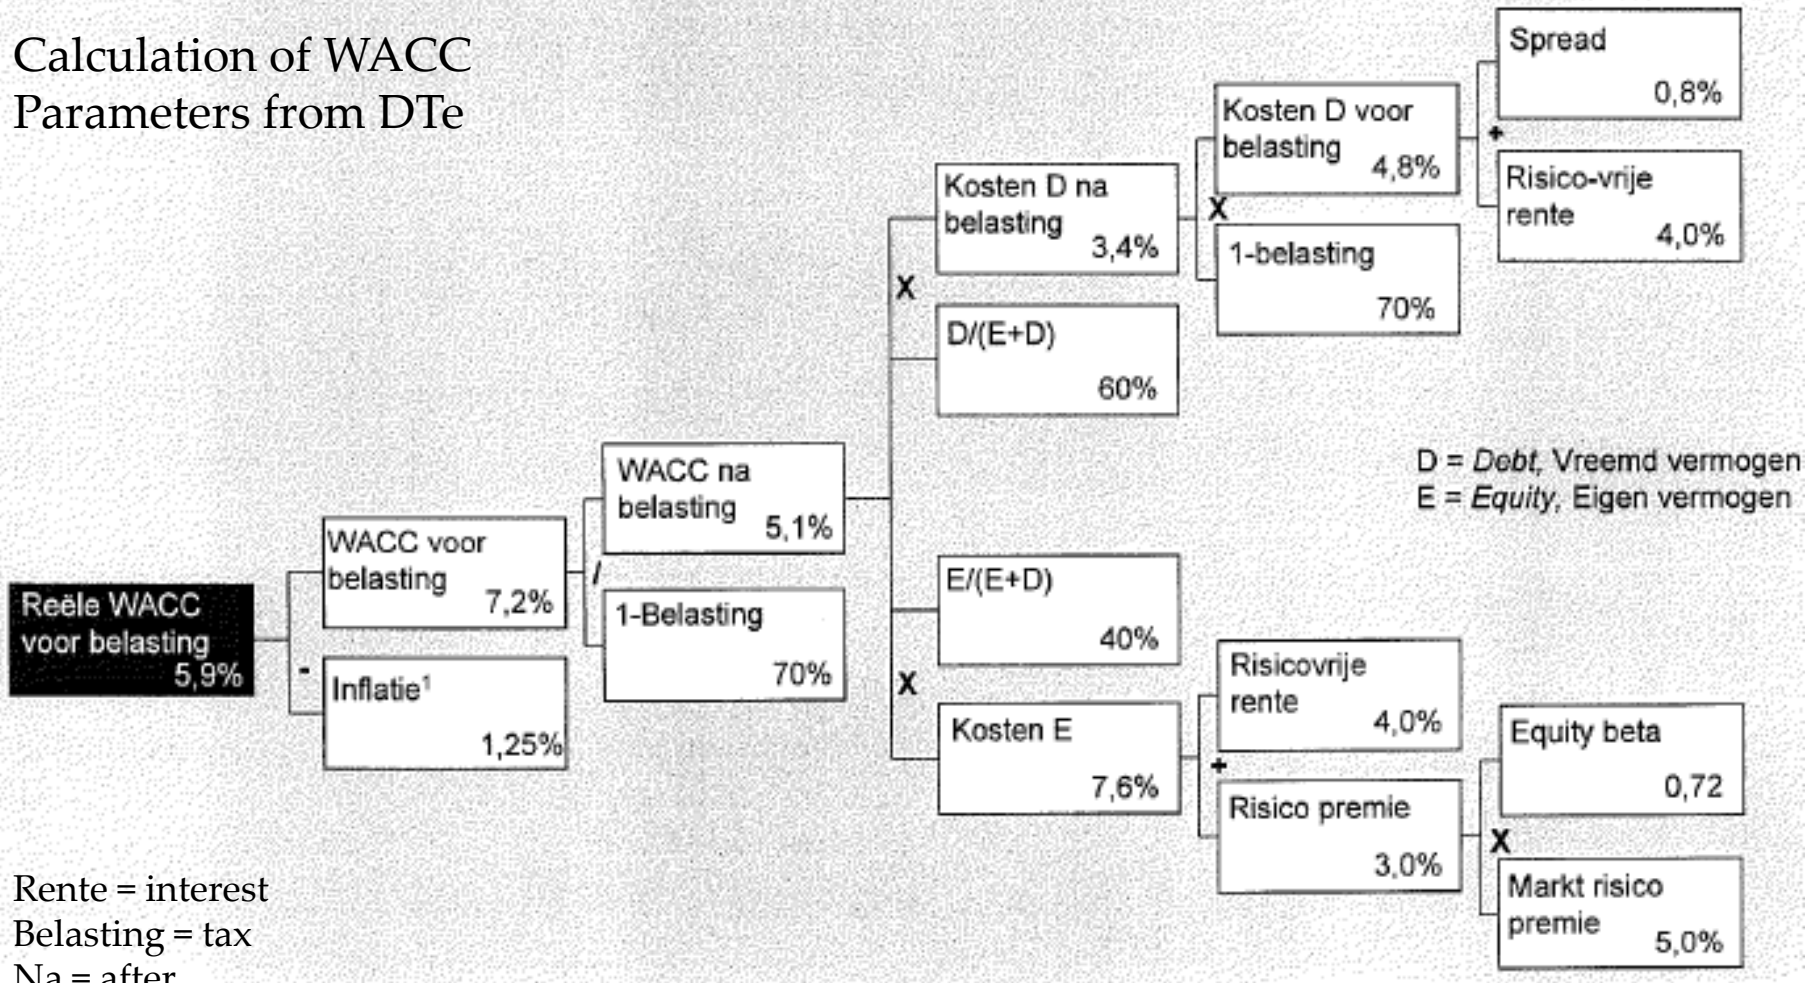 Calculation of WACC
Parameters from DTe
Spread
0,8%
+
Risico-vrije
rente
4,0%
Kosten D voor
belasting
4,8%
X
1-belasting
70%
Kosten D na
belasting
3,4%
X
D/(E+D)
60%
D = Debt, Vreemd vermogen
E = Equity, Eigen vermogen
WACC na
belasting
5,1%
/
1-Belasting
70%
WACC voor
belasting
7,2%
-
Inflatie¹
1,25%
Reële WACC
voor belasting
5,9%
E/(E+D)
40%
X
Kosten E
7,6%
Risicovrije
rente
4,0%
+
Risico premie
3,0%
Equity beta
0,72
X
Markt risico
premie
5,0%
Rente = interest
Belasting = tax
Na = after